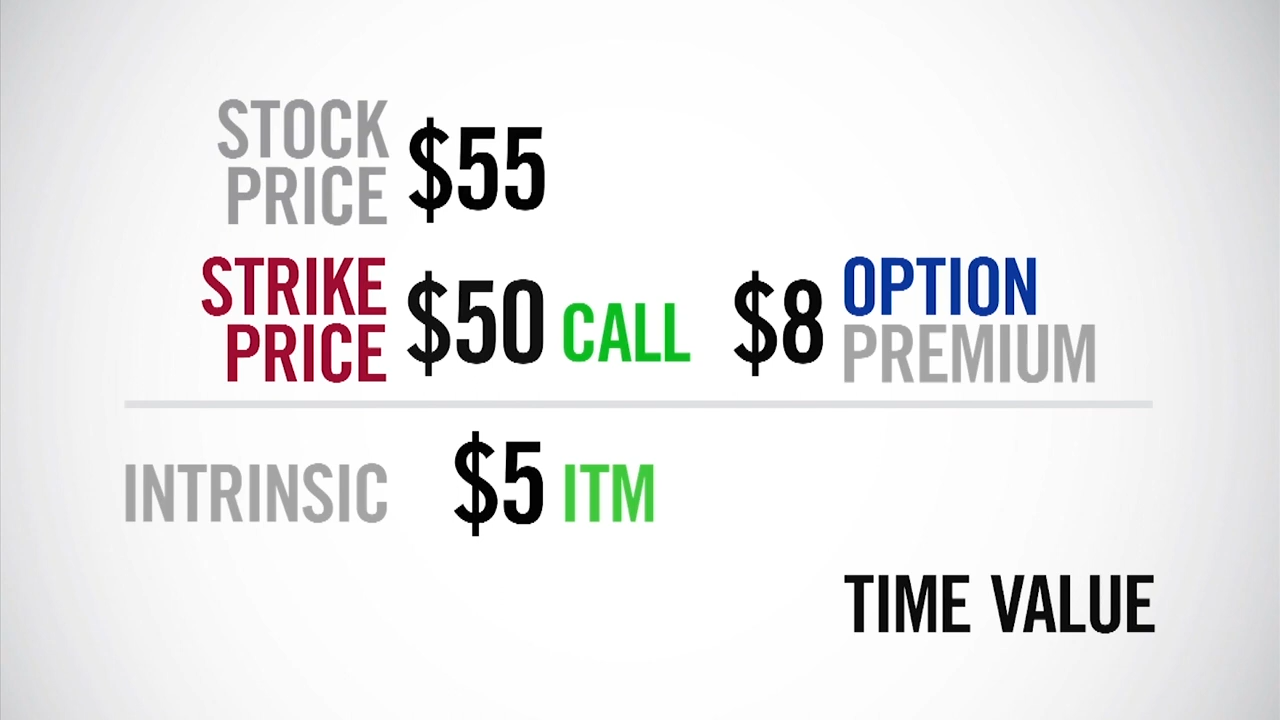 STOCK
PRICE $55
STRIKE
PRICE $50 CALL $8 OPTION
PREMIUM
INTRINSIC $5 ITM
TIME VALUE